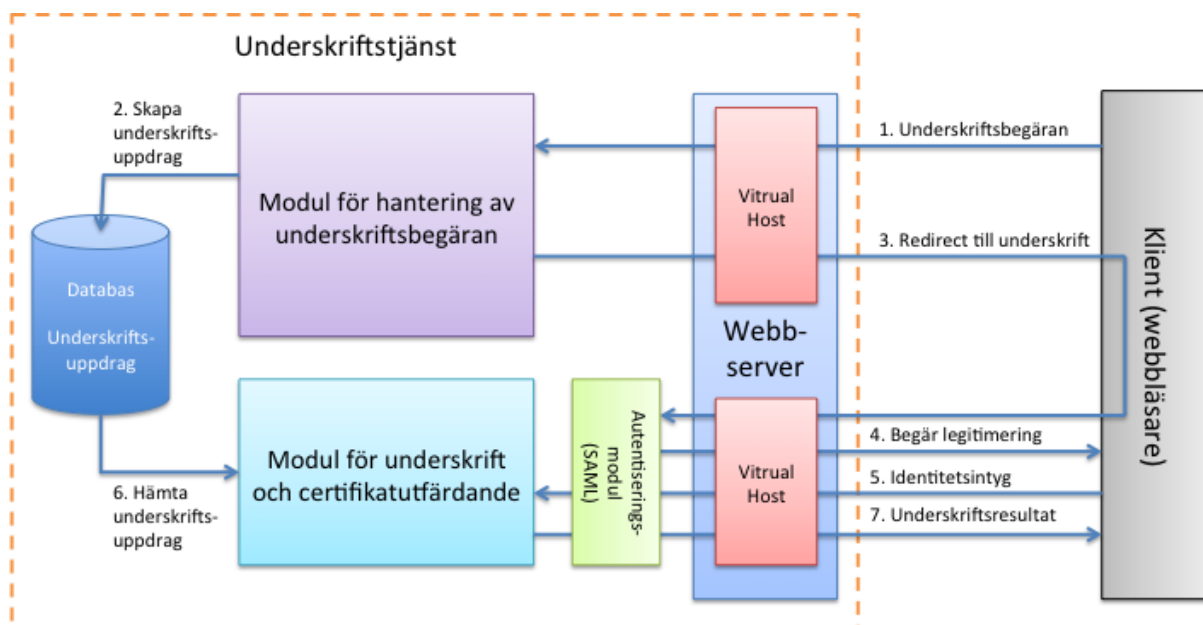 Underskriftstjänst
2. Skapa
underskrifts-
uppdrag
Modul för hantering av
underskriftsbegäran
Vitrual
Host
1. Underskriftsbegäran
3. Redirect till underskrift
Klient (webbläsare)
Databas
Underskrifts-
uppdrag
Webb-
server
Modul för underskrift
och certifikatutfärdande
Autentiserings-
modul
(SAML)
Vitrual
Host
4. Begär legitimering
5. Identitetsintyg
7. Underskriftsresultat
6. Hämta
underskrifts-
uppdrag